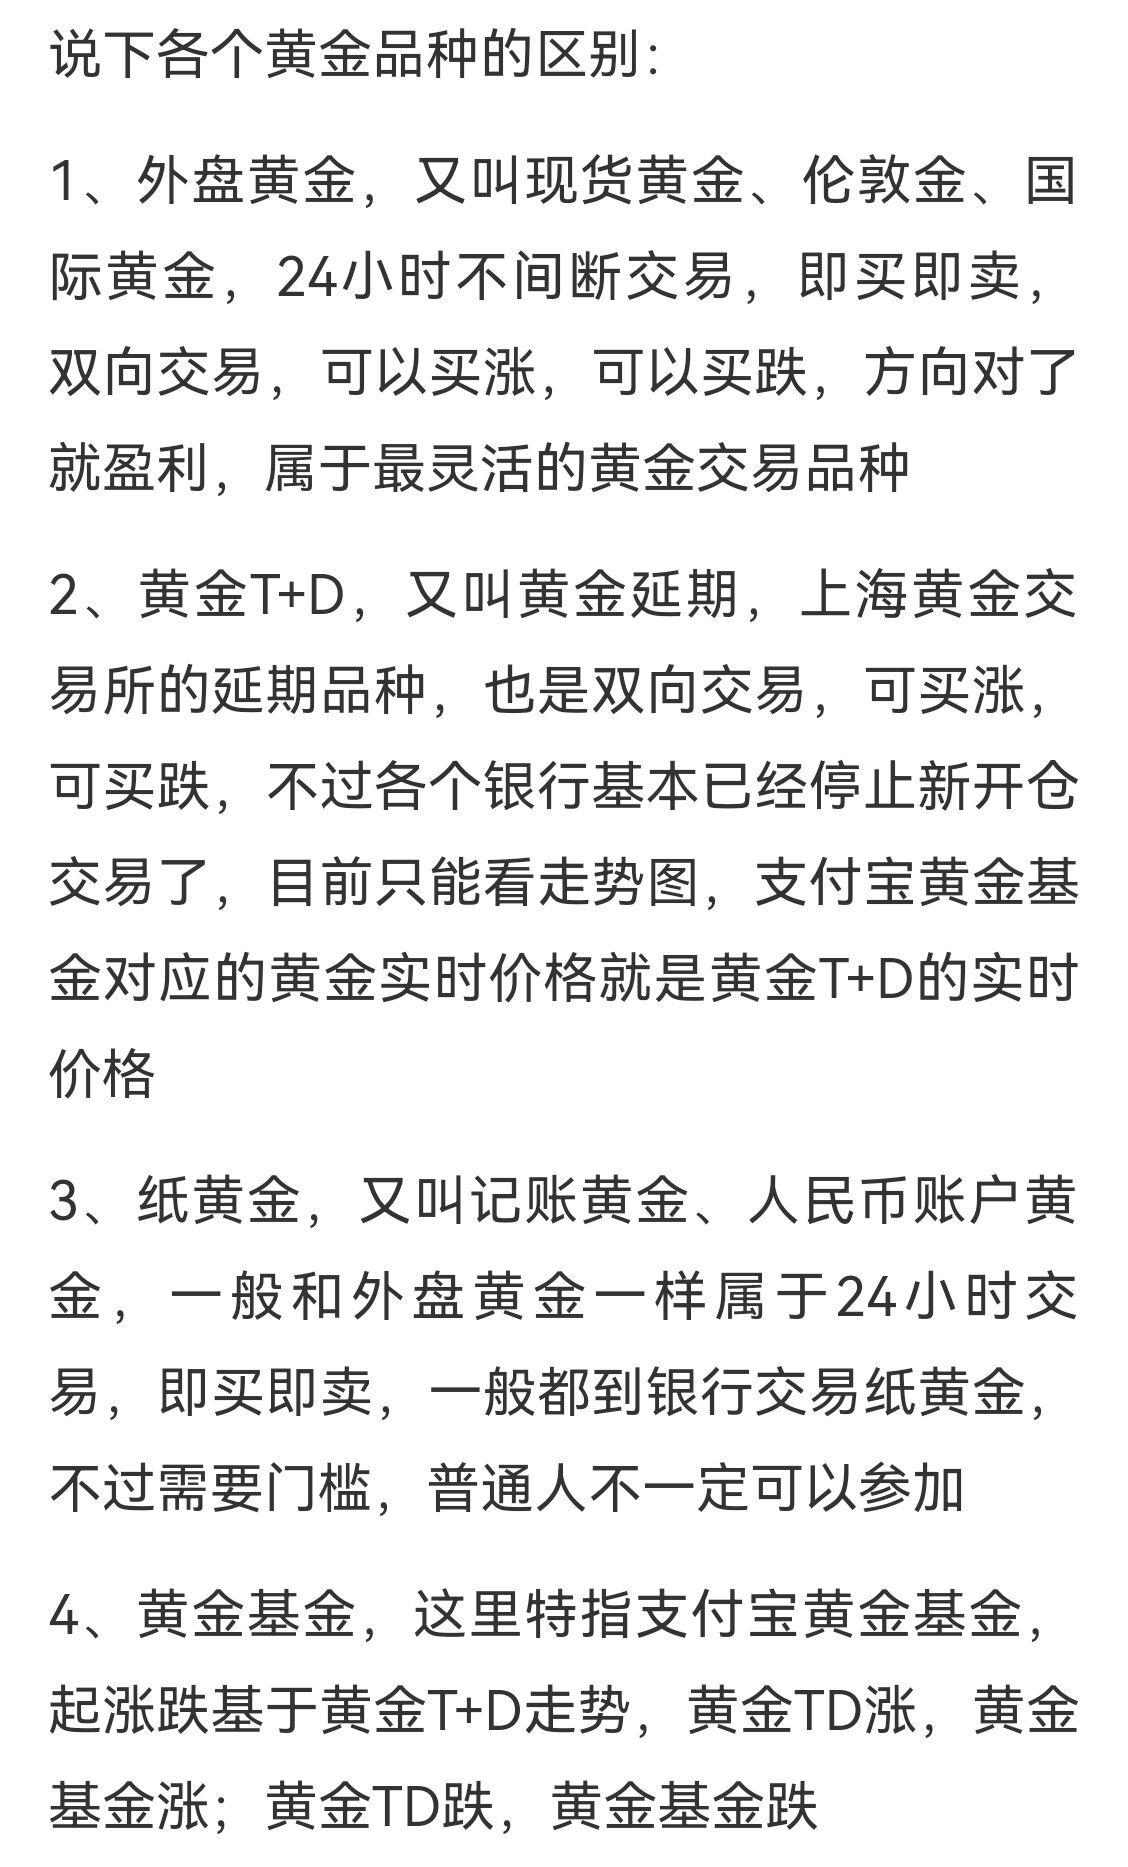 说下各个黄金品种的区别：
1、外盘黄金，又叫现货黄金、伦敦金、国
际黄金，24小时不间断交易，即买即卖，
双向交易，可以买涨，可以买跌，方向对了
就盈利，属于最灵活的黄金交易品种
2、黄金T+D，又叫黄金延期，上海黄金交
易所的延期品种，也是双向交易，可买涨，
可买跌，不过各个银行基本已经停止新开仓
交易了，目前只能看走势图，支付宝黄金基
金对应的黄金实时价格就是黄金T+D的实时
价格
3、纸黄金，又叫记账黄金、人民币账户黄
金，一般和外盘黄金一样属于24小时交
易，即买即卖，一般都到银行交易纸黄金，
不过需要门槛，普通人不一定可以参加
4、黄金基金，这里特指支付宝黄金基金，
起涨跌基于黄金T+D走势，黄金TD涨，黄金
基金涨；黄金TD跌，黄金基金跌